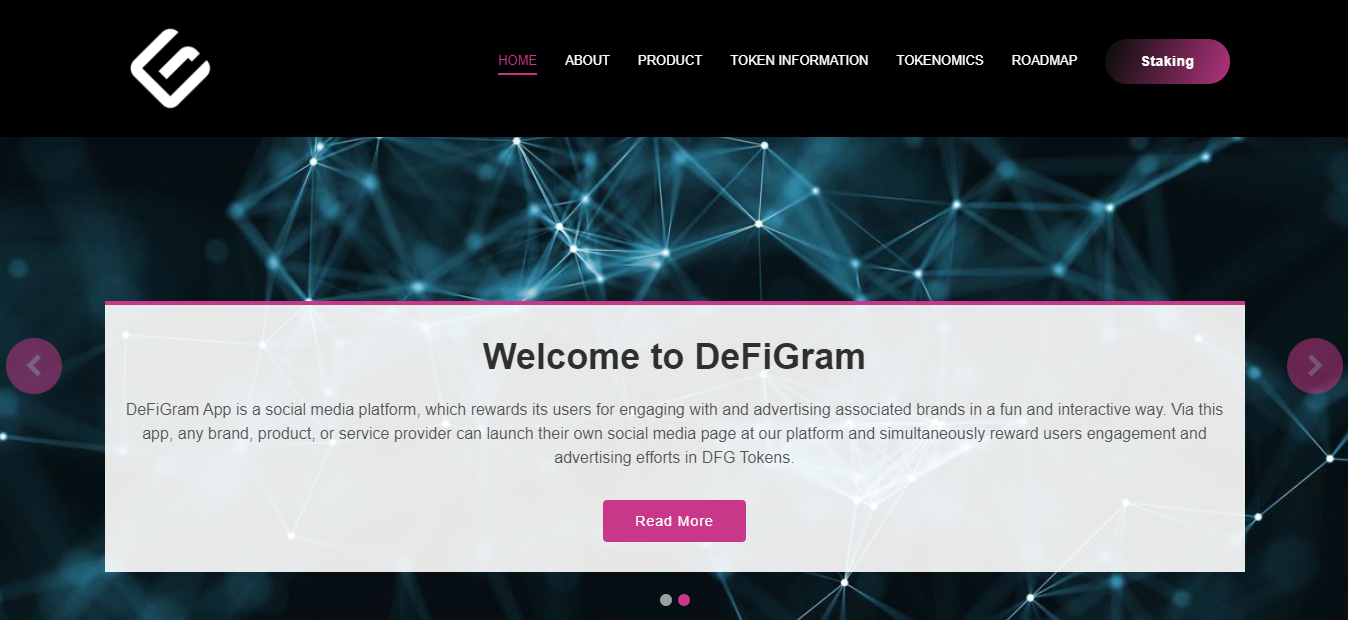 HOME ABOUT PRODUCT TOKEN INFORMATION TOKENOMICS ROADMAP Staking
Welcome to DeFiGram
DeFiGram App is a social media platform, which rewards its users for engaging with and advertising associated brands in a fun and interactive way. Via this
app, any brand, product, or service provider can launch their own social media page at our platform and simultaneously reward users engagement and
advertising efforts in DFG Tokens.
Read More